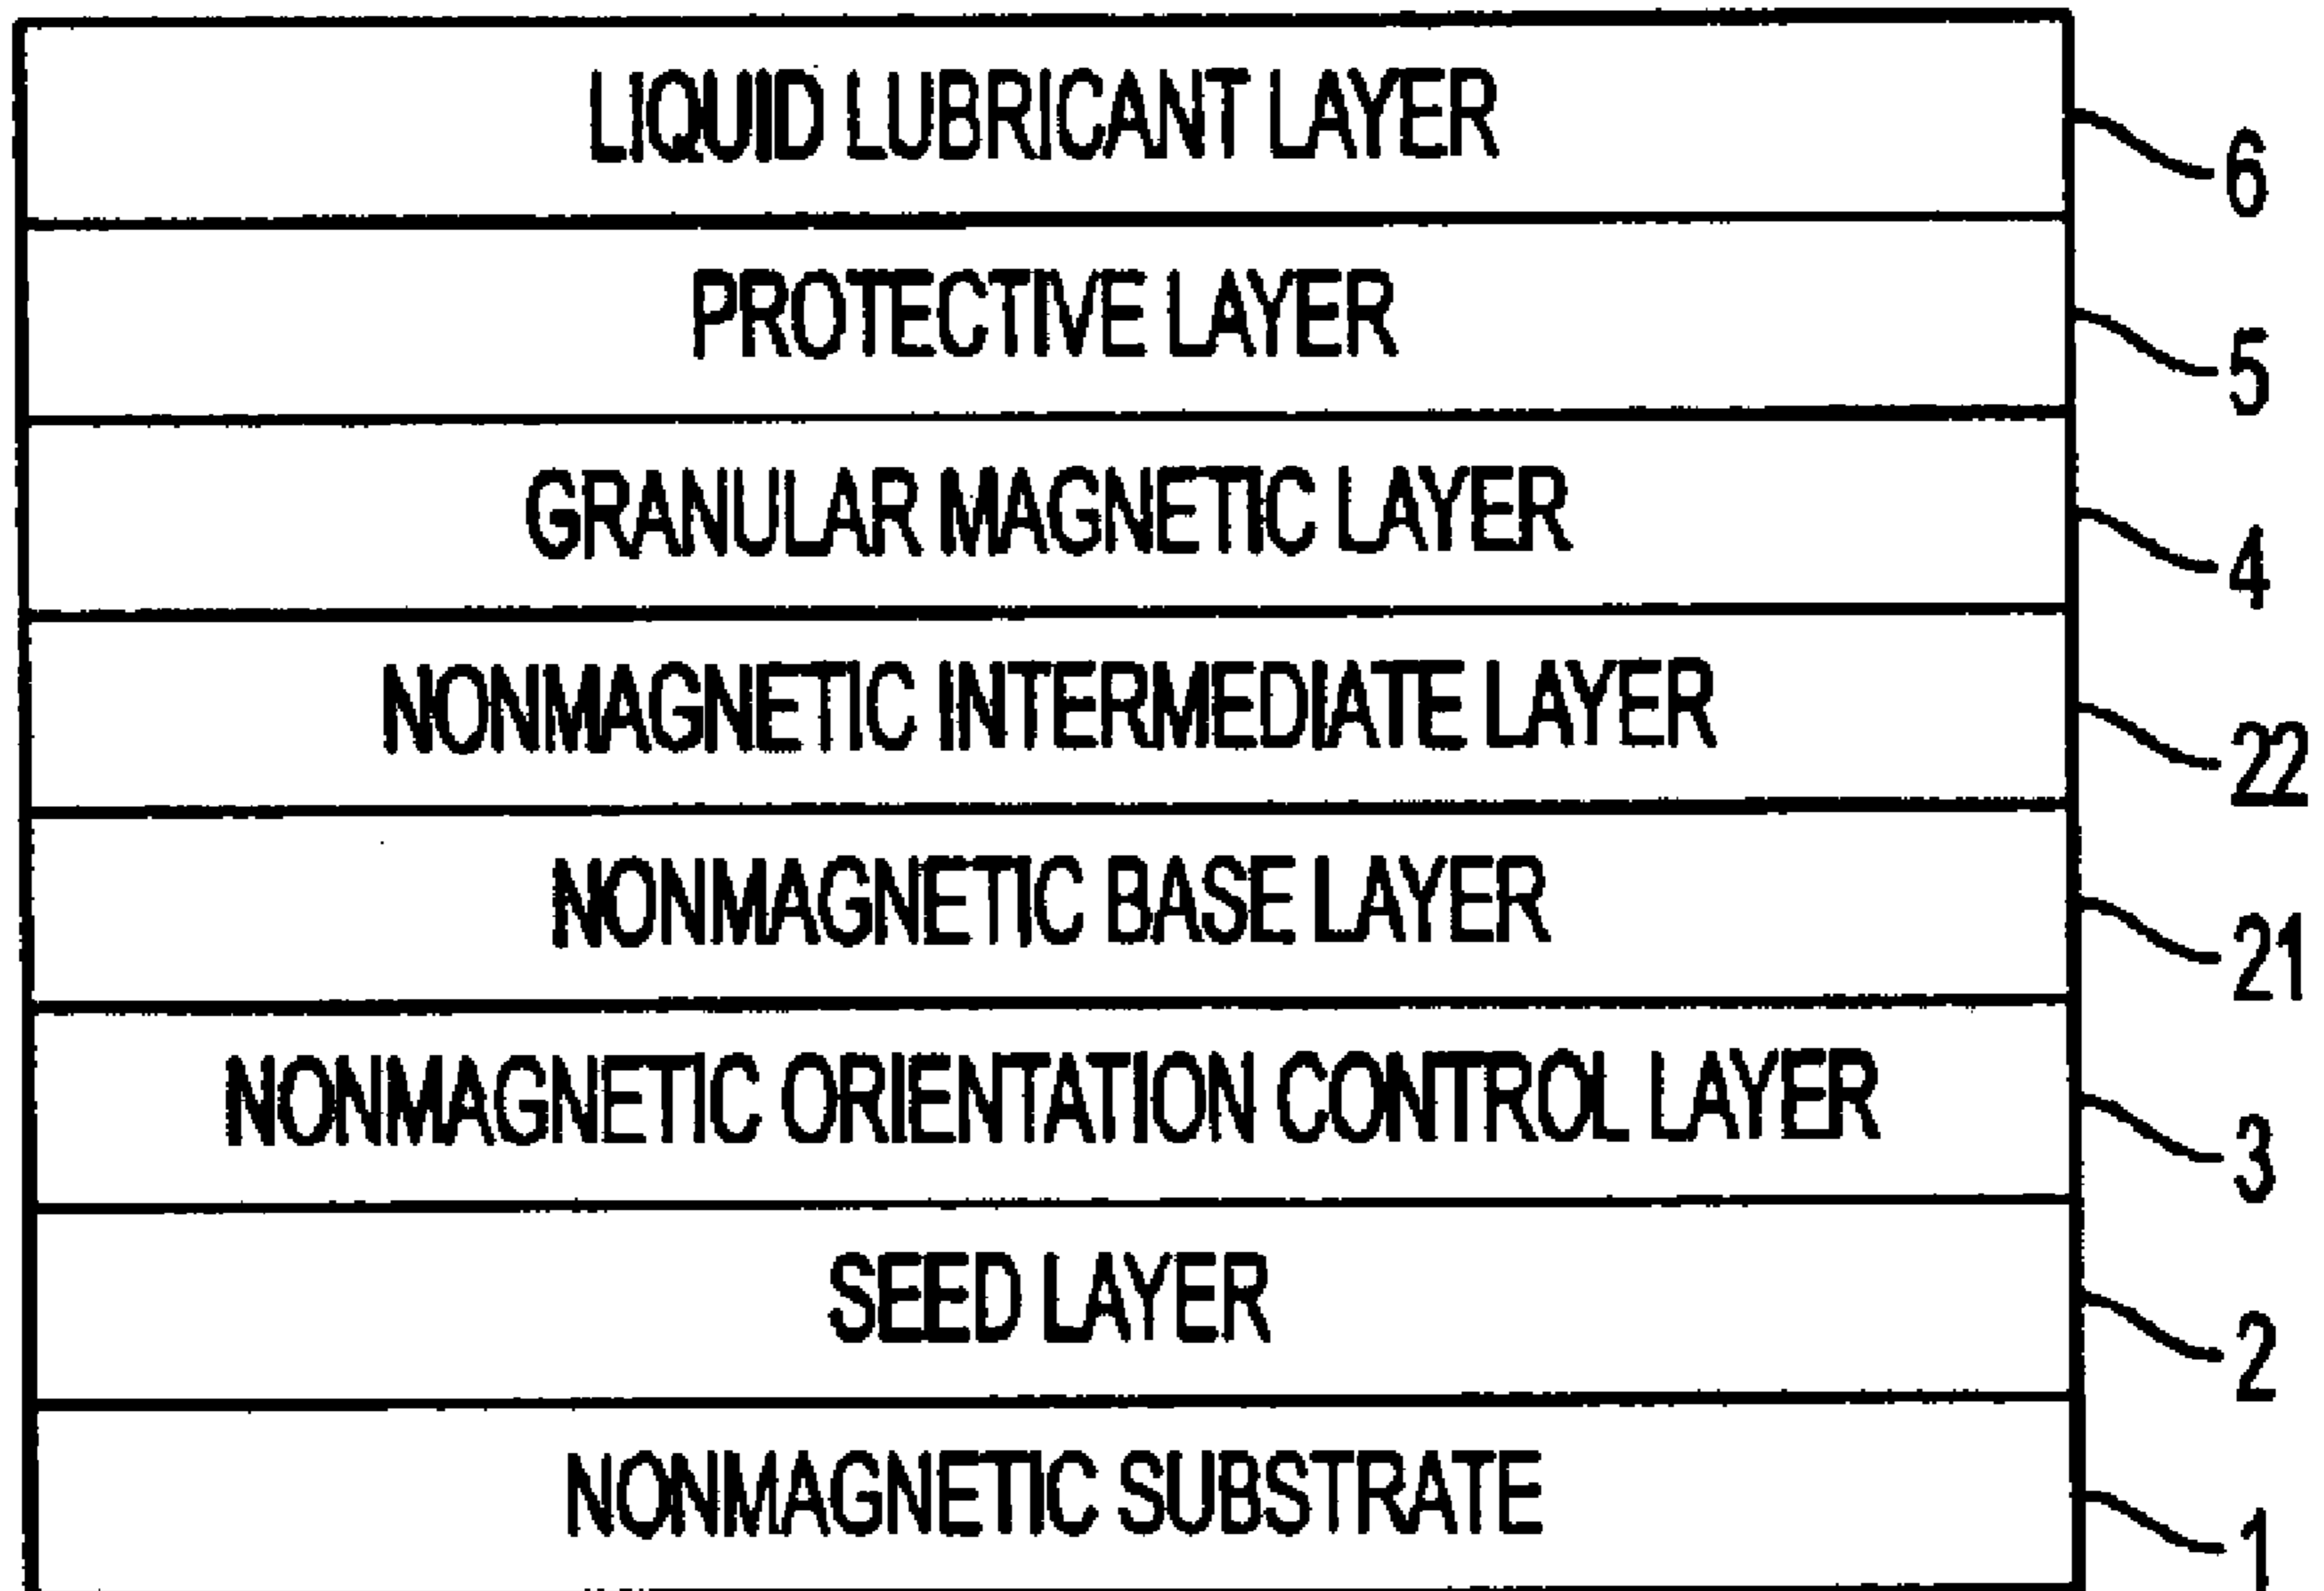 LIQUID LUBRICANT LAYER
6
PROTECTIVE LAYER
5
GRANULAR MAGNETIC LAYER
4
NONMAGNETIC INTERMEDIATE LAYER
22
NONMAGNETIC BASE LAYER
21
NONMAGNETIC ORIENTATION CONTROL LAYER
3
SEED LAYER
2
NONMAGNETIC SUBSTRATE
1